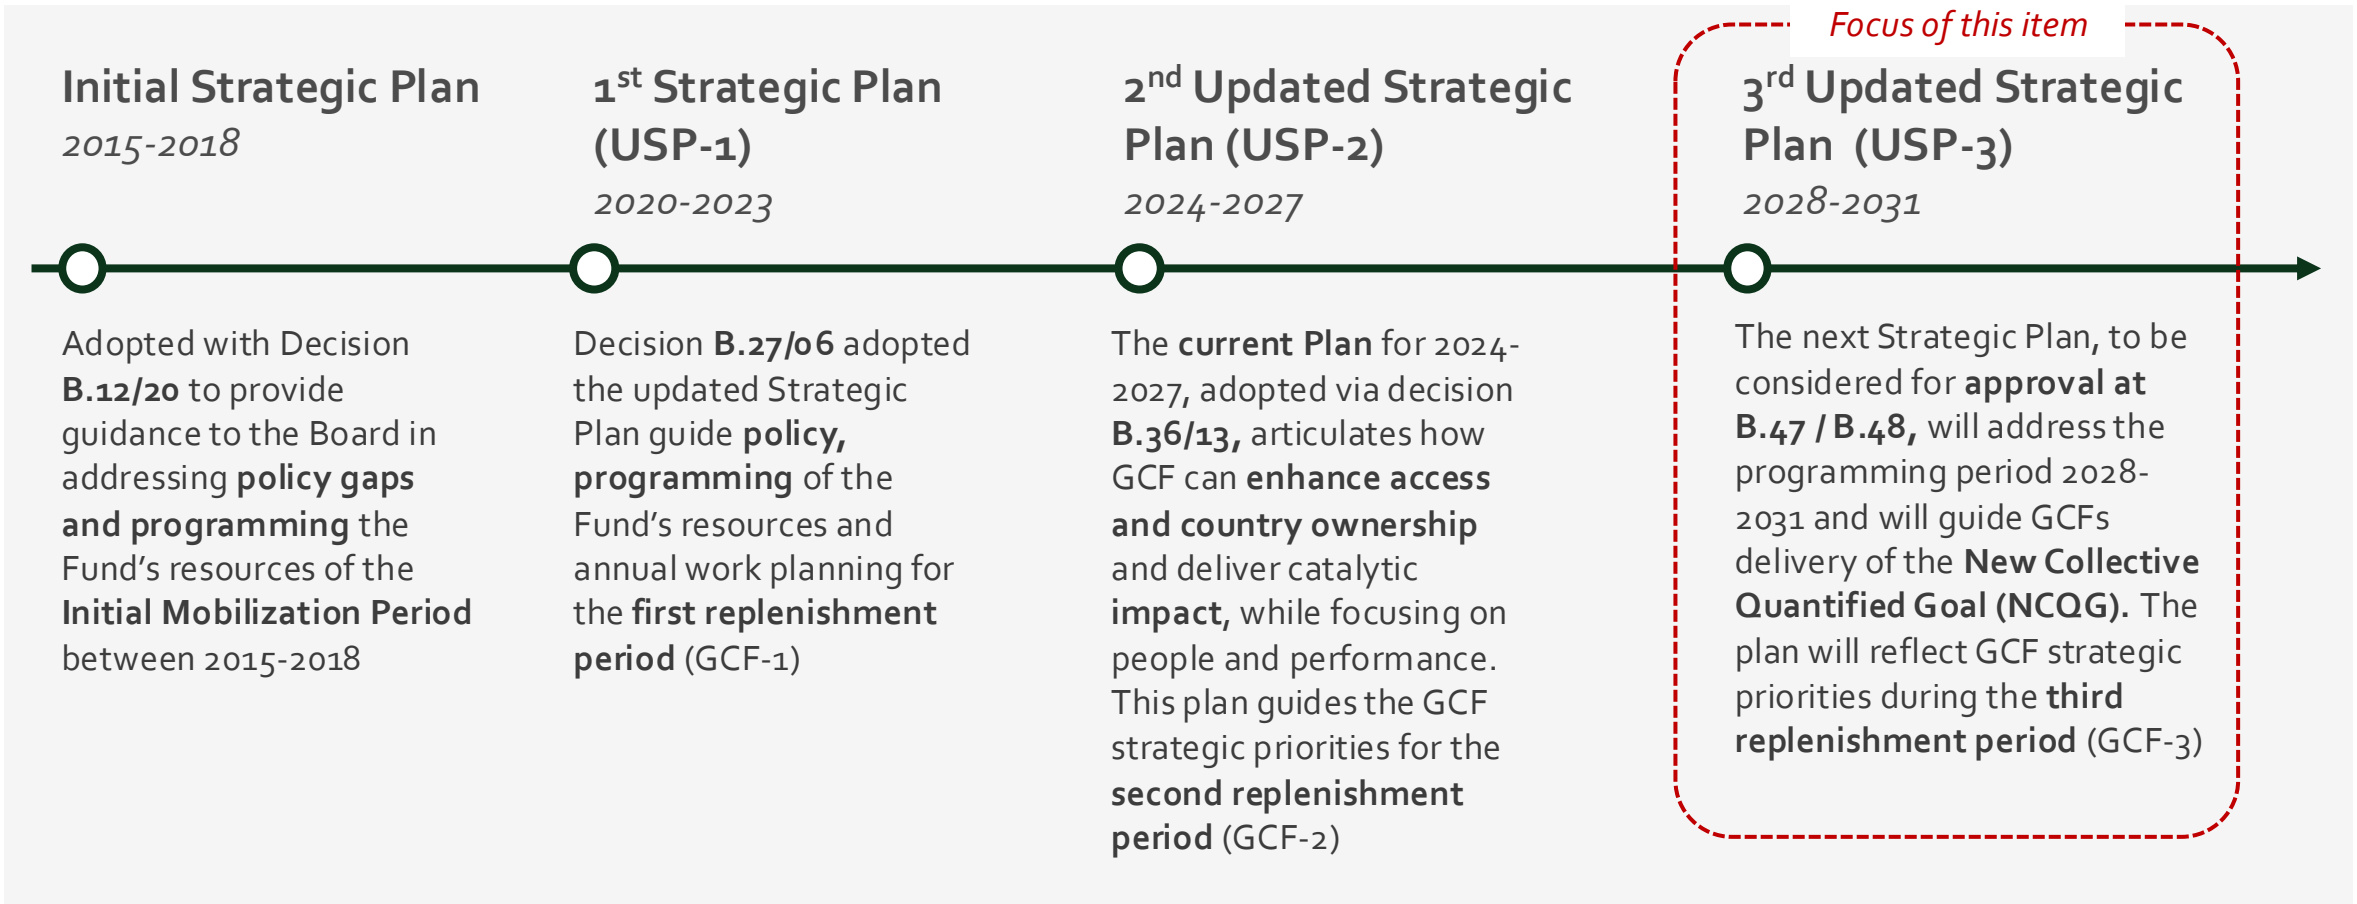 Focus of this item
Initial Strategic Plan
2015-2018
1st Strategic Plan
(USP-1)
2020-2023
2nd Updated Strategic
Plan (USP-2)
2024-2027
3rd Updated Strategic
Plan (USP-3)
2028-2031
Adopted with Decision
B.12/20 to provide
guidance to the Board in
addressing policy gaps
and programming the
Fund's resources of the
Initial Mobilization Period
between 2015-2018
Decision B.27/06 adopted
the updated Strategic
Plan guide policy,
programming of the
Fund's resources and
annual work planning for
the first replenishment
period (GCF-1)
The current Plan for 2024-
2027, adopted via decision
B.36/13, articulates how
GCF can enhance access
and country ownership
and deliver catalytic
impact, while focusing on
people and performance.
This plan guides the GCF
strategic priorities for the
second replenishment
period (GCF-2)
The next Strategic Plan, to be
considered for approval at
B.47 / B.48, will address the
programming period 2028-
2031 and will guide GCFs
delivery of the New Collective
Quantified Goal (NCQG). The
plan will reflect GCF strategic
priorities during the third
replenishment period (GCF-3)